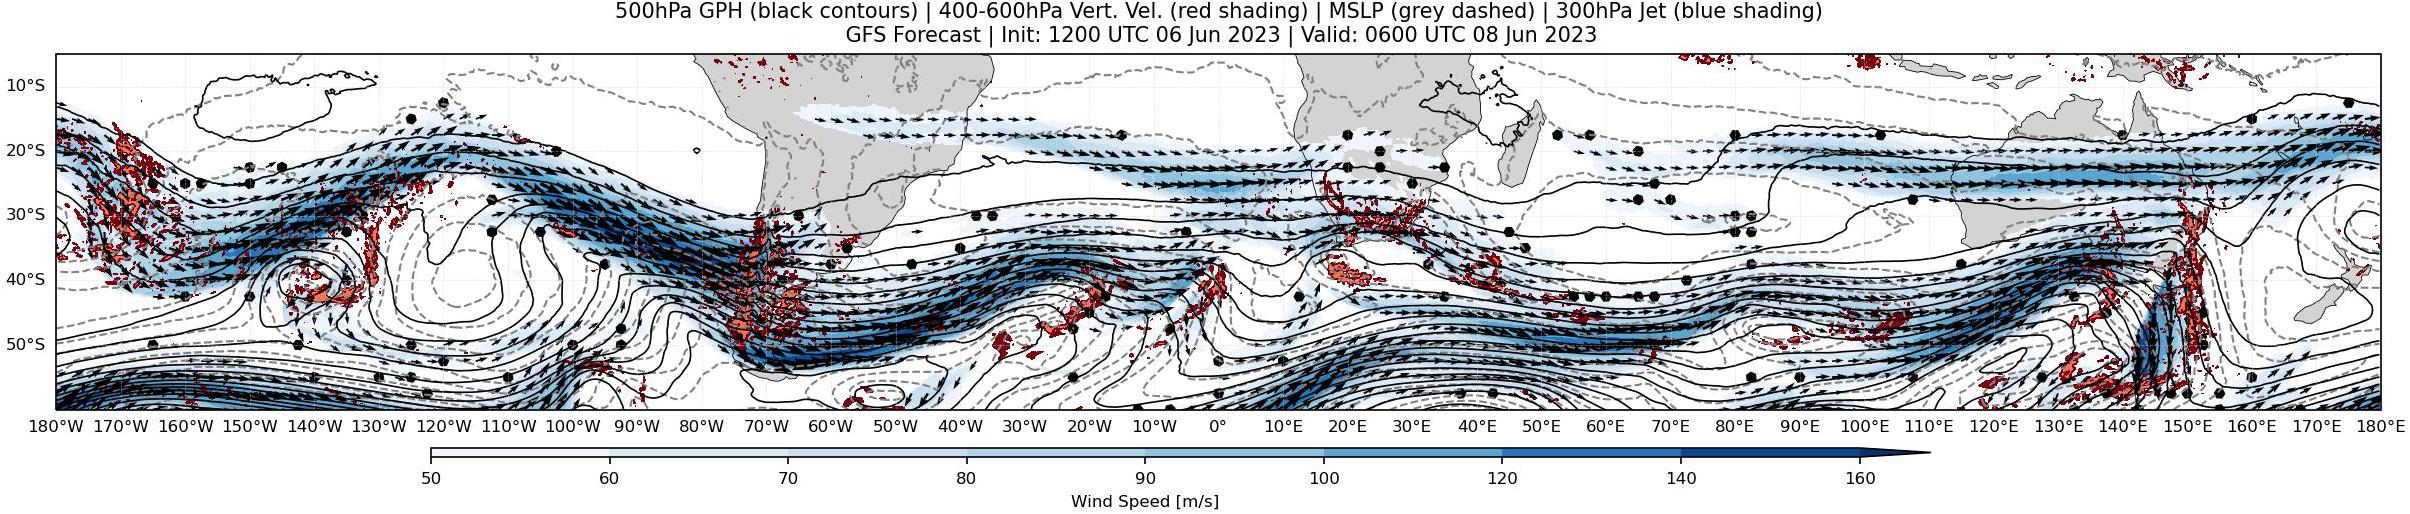 500hPa GPH (black contours) | 400-600hPa Vert. Vel. (red shading) | MSLP (grey dashed) | 300hPa Jet (blue shading)
GFS Forecast | Init: 1200 UTC 06 Jun 2023 | Valid: 0600 UTC 08 Jun 2023
10°S
20°S
30°S
40°S
50°S
180°W 170°W 160°W 150°W 140°W 130°W 120°W 110°W 100°W 90°W 80°W 70°W 60°W 50°W 40°W 30°W 20°W 10°W 0° 10°E 20°E 30°E 40°E 50°E 60°E 70°E 80°E 90°E 100°E 110°E 120°E 130°E 140°E 150°E 160°E 170°E 180°E
50 60 70 80 90 100 120 140 160
Wind Speed [m/s]